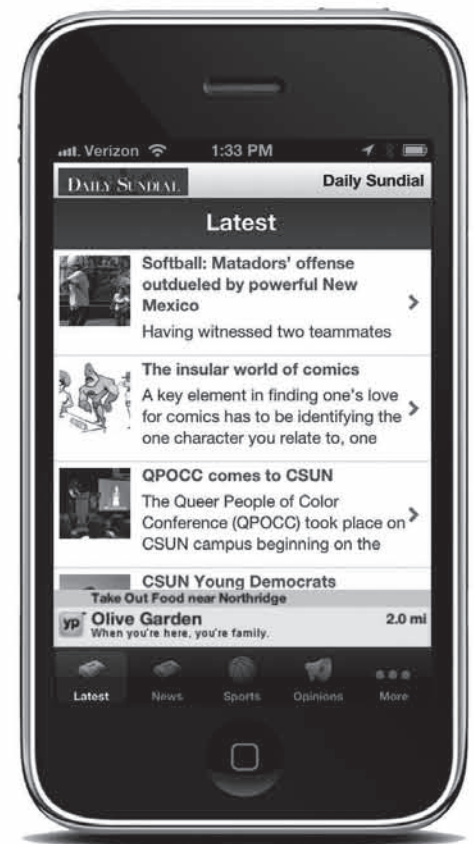 Verizon 1:33 PM
DAILY SUNDIAL Daily Sundial
Latest
Softball: Matadors' offense
outdueled by powerful New
Mexico
Having witnessed two teammates
The insular world of comics
A key element in finding one's love
for comics has to be identifying the
one character you relate to, one
QPOCC comes to CSUN
The Queer People of Color
Conference (QPOCC) took place on
CSUN campus beginning on the
CSUN Young Democrats
Take Out Food near Northridge
yp Olive Garden 2.0 mi
When you're here, you're family.
Latest News Sports Opinions More